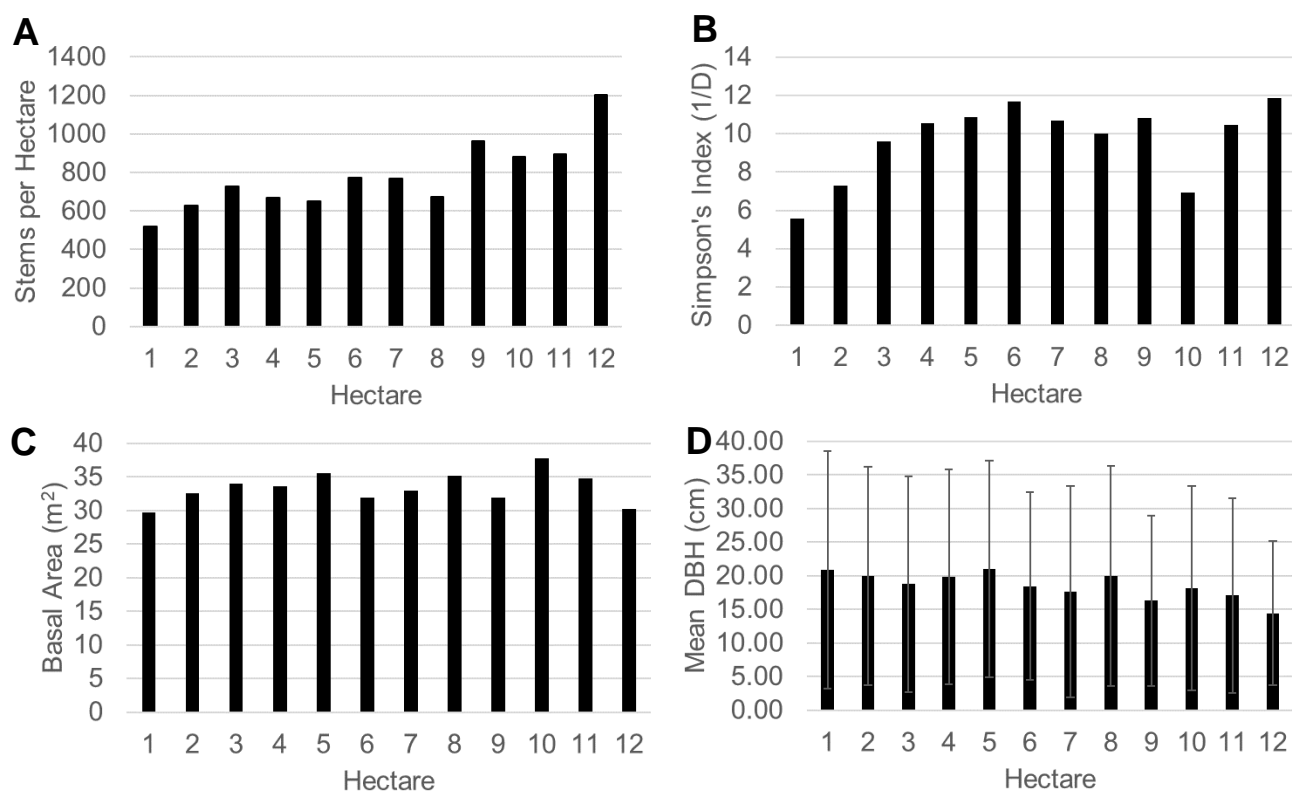 A
Stems per Hectare
1400
1200
1000
800
600
400
200
0
1 2 3 4 5 6 7 8 9 10 11 12
Hectare
B
Simpson's Index (1/D)
14
12
10
8
6
4
2
0
1 2 3 4 5 6 7 8 9 10 11 12
Hectare
C
Basal Area (m²)
40
35
30
25
20
15
10
5
0
1 2 3 4 5 6 7 8 9 10 11 12
Hectare
D
Mean DBH (cm)
40.00
35.00
30.00
25.00
20.00
15.00
10.00
5.00
0.00
1 2 3 4 5 6 7 8 9 10 11 12
Hectare